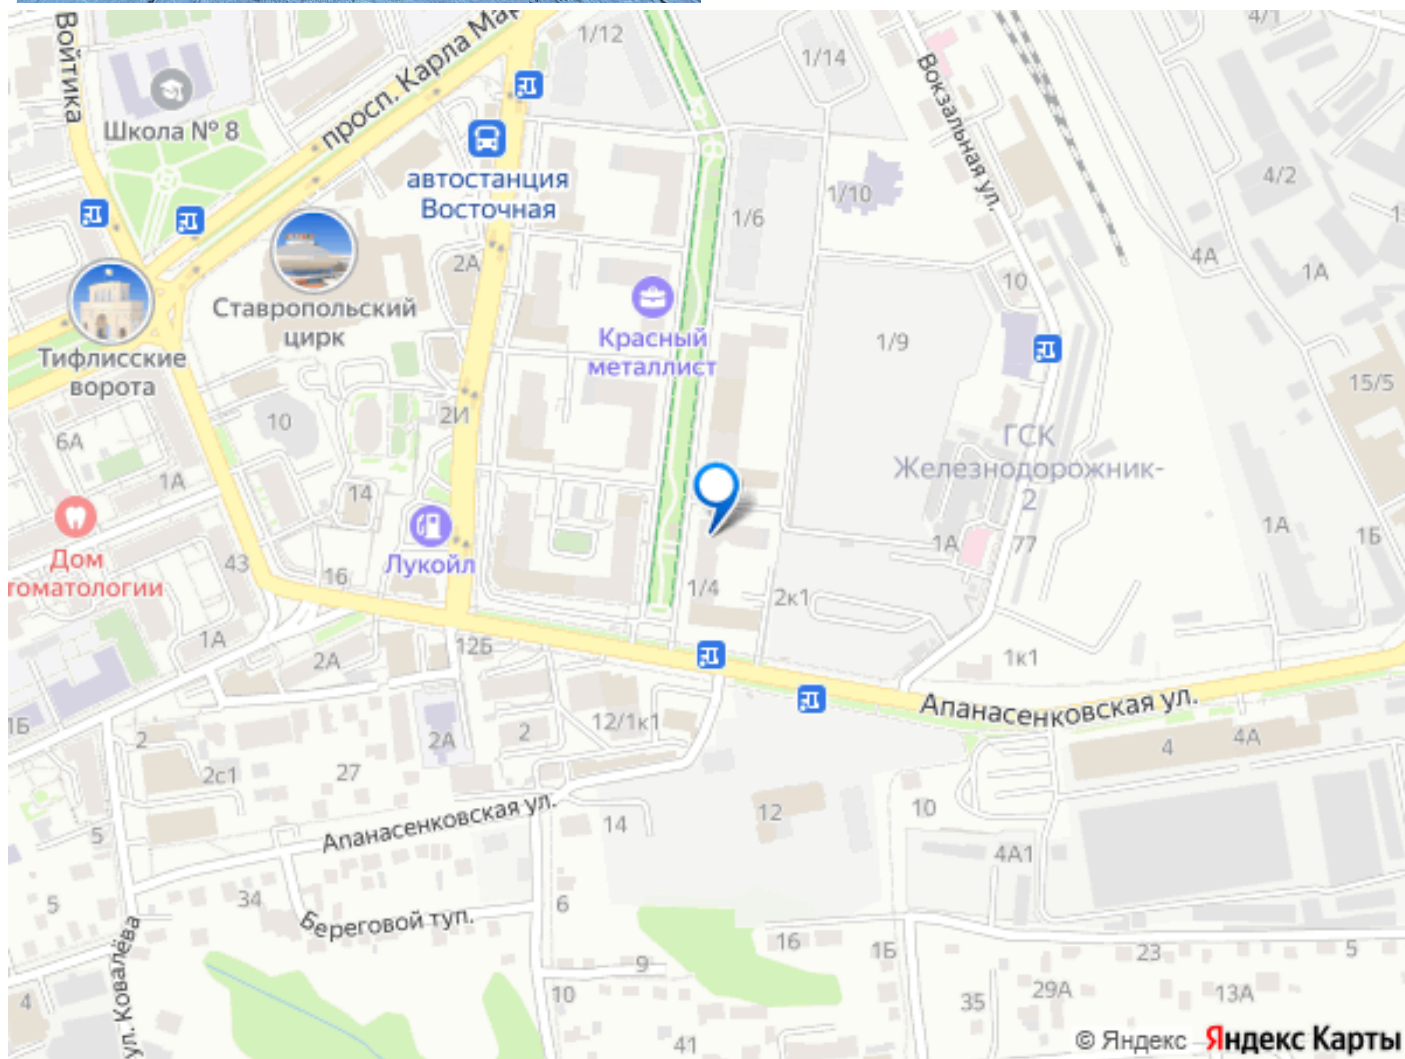 Войтика
просп. Карла Мар
1/12
1/14
4/1
Вокзальная ул.
Школа № 8
автостанция
Восточная
1/10
4/2
1/6
2А
4А
1А
10
Ставропольский
цирк
Красный
металлист
1/9
Тифлисские
ворота
15/5
2И
10
6А
ГСК
Железнодорожник-
2
1А
14
1А
1Б
Дом
томатологии
Лукойл
43
16
1А
77
1/4
2к1
1А
2А
12Б
1к1
Апанасенковская ул.
1Б
2
2А
2
12/1к1
4
4А
2с1
27
12
10
Апанасенковская ул.
14
5
4А1
5
34
Береговой туп.
6
16
1Б
23
5
ул. Ковалёва
9
4
10
35
29А
13А
41
© Яндекс Яндекс Карты